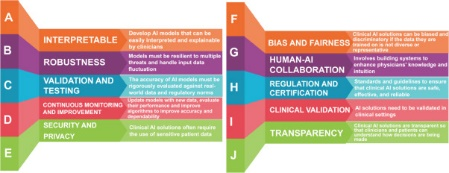 A
INTERPRETABLE
Develop AI models that can be
easily interpreted and explainable
by clinicians
B
ROBUSTNESS
Models must be resilient to multiple
threats and handle input data
fluctuation
C
VALIDATION AND
TESTING
The accuracy of AI models must be
rigorously evaluated against real-
world data and regulatory norms
D
CONTINUOUS MONITORING
AND IMPROVEMENT
Update models with new data, evaluate
their performance and improve
algorithms to improve accuracy and
dependability
E
SECURITY AND
PRIVACY
Clinical AI solutions often require
the use of sensitive patient data
F
BIAS AND FAIRNESS
Clinical AI solutions can be biased and
discriminatory if the data they are
trained on is not diverse or
representative
G
HUMAN-AI
COLLABORATION
Involves building systems to
enhance physicians' knowledge and
intuition
H
REGULATION AND
CERTIFICATION
Standards and guidelines to ensure
that clinical AI solutions are safe,
effective, and reliable
I
CLINICAL VALIDATION
AI solutions need to be validated in
clinical settings
J
TRANSPARENCY
Clinical AI solutions are transparent so
that clinicians and patients can
understand how decisions are being
made